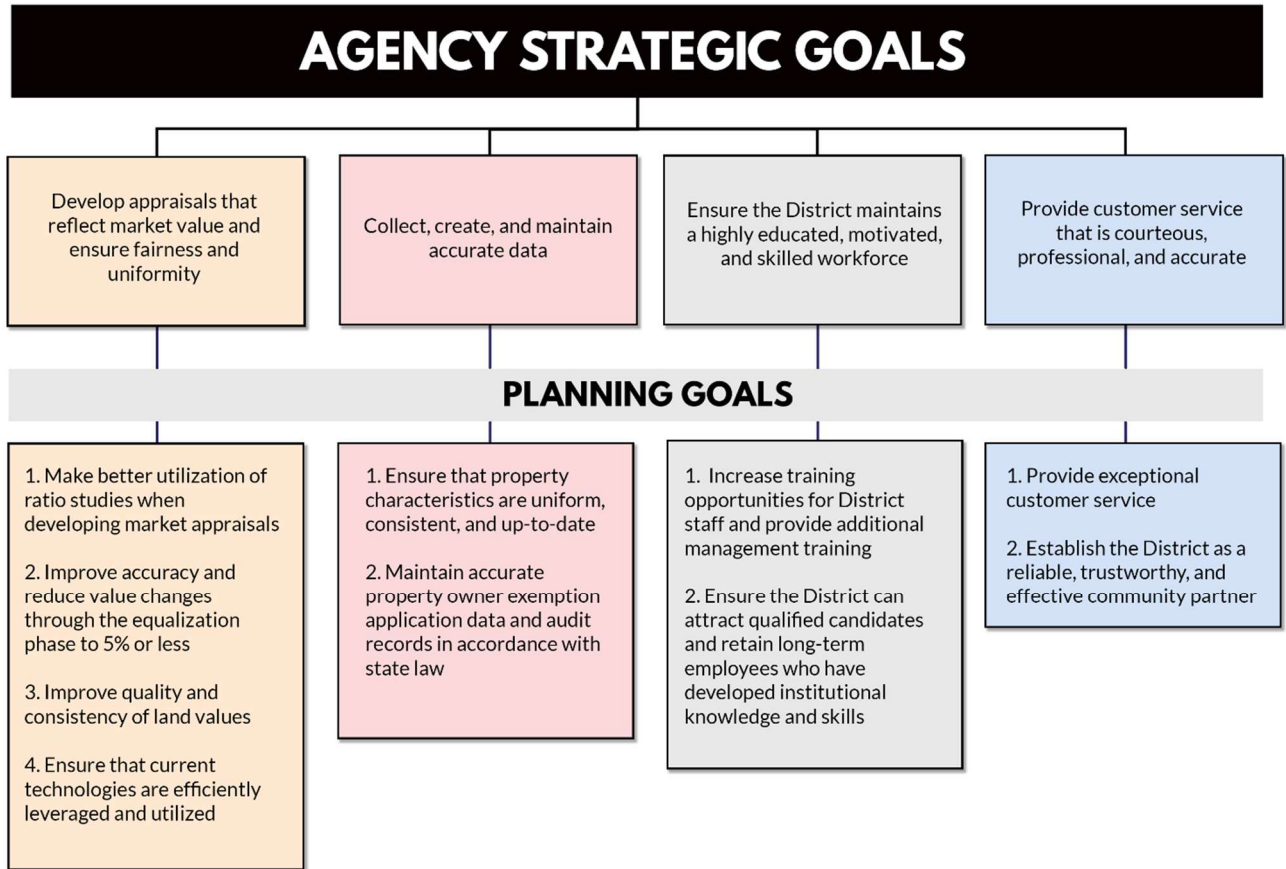 AGENCY STRATEGIC GOALS
Develop appraisals that
reflect market value and
ensure fairness and
uniformity
Collect, create, and maintain
accurate data
Ensure the District maintains
a highly educated, motivated,
and skilled workforce
Provide customer service
that is courteous,
professional, and accurate
PLANNING GOALS
1. Make better utilization of
ratio studies when
developing market appraisals
2. Improve accuracy and
reduce value changes
through the equalization
phase to 5% or less
3. Improve quality and
consistency of land values
4. Ensure that current
technologies are efficiently
leveraged and utilized
1. Ensure that property
characteristics are uniform,
consistent, and up-to-date
2. Maintain accurate
property owner exemption
application data and audit
records in accordance with
state law
1. Increase training
opportunities for District
staff and provide additional
management training
2. Ensure the District can
attract qualified candidates
and retain long-term
employees who have
developed institutional
knowledge and skills
1. Provide exceptional
customer service
2. Establish the District as a
reliable, trustworthy, and
effective community partner